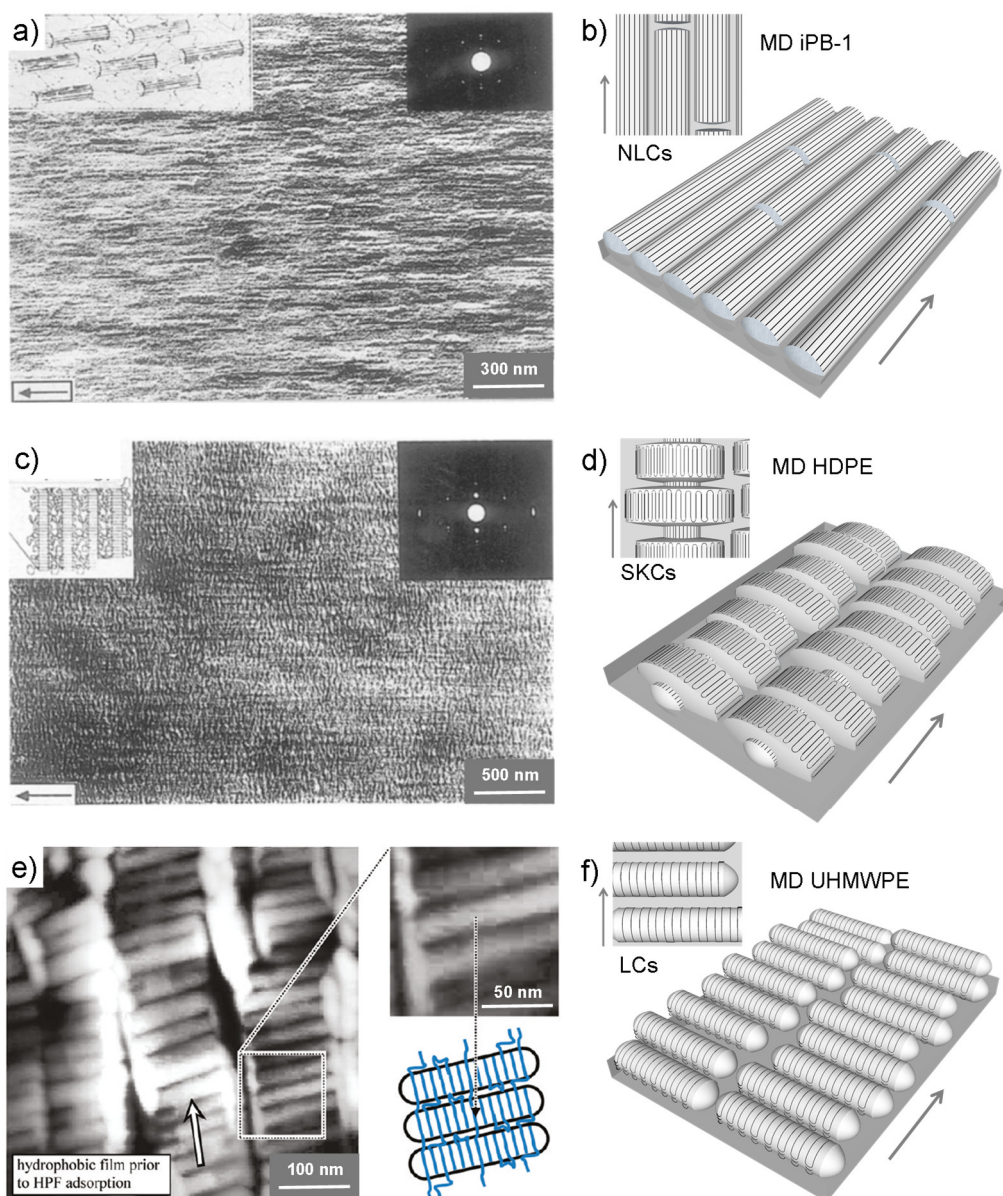 a)
300 nm
b)
MD iPB-1
NLCs
c)
500 nm
d)
MD HDPE
SKCs
e)
hydrophobic film prior
to HPF adsorption
100 nm
50 nm
f)
MD UHMWPE
LCs